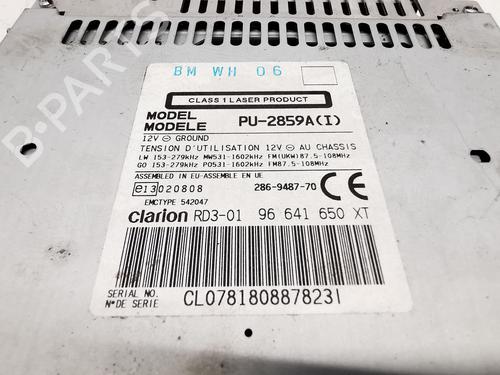 BM WH 06
CLASS 1 LASER PRODUCT
MODEL
MODELE
PU-2859A(I)
12V ⊖ GROUND
TENSION D'UTILISATION 12V ⊖ AU CHASSIS
LW 153-279kHz MW531-1602kHz FM(UKW)87.5-108MHz
GO 153-279kHz PO531-1602kHz FM87.5-108MHz
ASSEMBLED IN EU-ASSEMBLE EN UE
e13 020808
286-9487-70 CE
EMCTYPE 542047
clarion RD3-01 96 641 650 XT
SERIAL NO.
N° DE SERIE
CL0781808878231